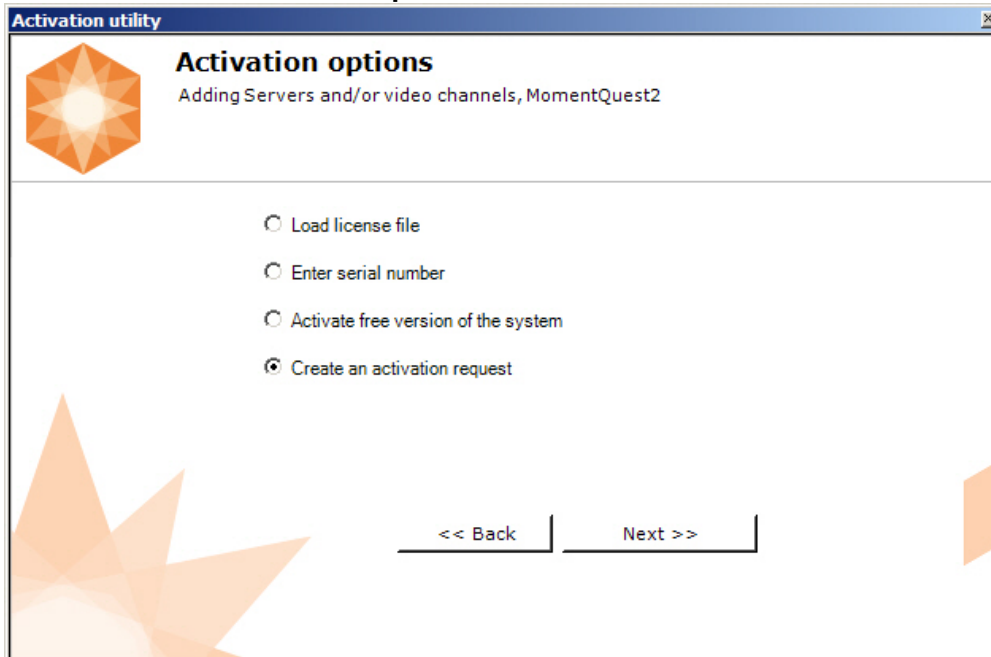 Activation utility
Activation options
Adding Servers and/or video channels, MomentQuest2
Load license file
Enter serial number
Activate free version of the system
Create an activation request
<< Back
Next >>